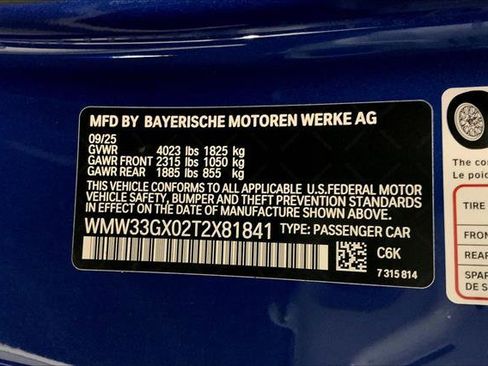 MFD BY BAYERISCHE MOTOREN WERKE AG
09/25
GVWR 4023 lbs 1825 kg
GAWR FRONT 2315 lbs 1050 kg
GAWR REAR 1885 lbs 855 kg
THIS VEHICLE CONFORMS TO ALL APPLICABLE U.S.FEDERAL MOTOR
VEHICLE SAFETY, BUMPER AND THEFT PREVENTION STANDARDS
IN EFFECT ON THE DATE OF MANUFACTURE SHOWN ABOVE.
WMW33GX02T2X81841 TYPE: PASSENGER CAR
C6K
7 315 814
The
Le
TIRE
FRON
REAR
SPAR
DE S